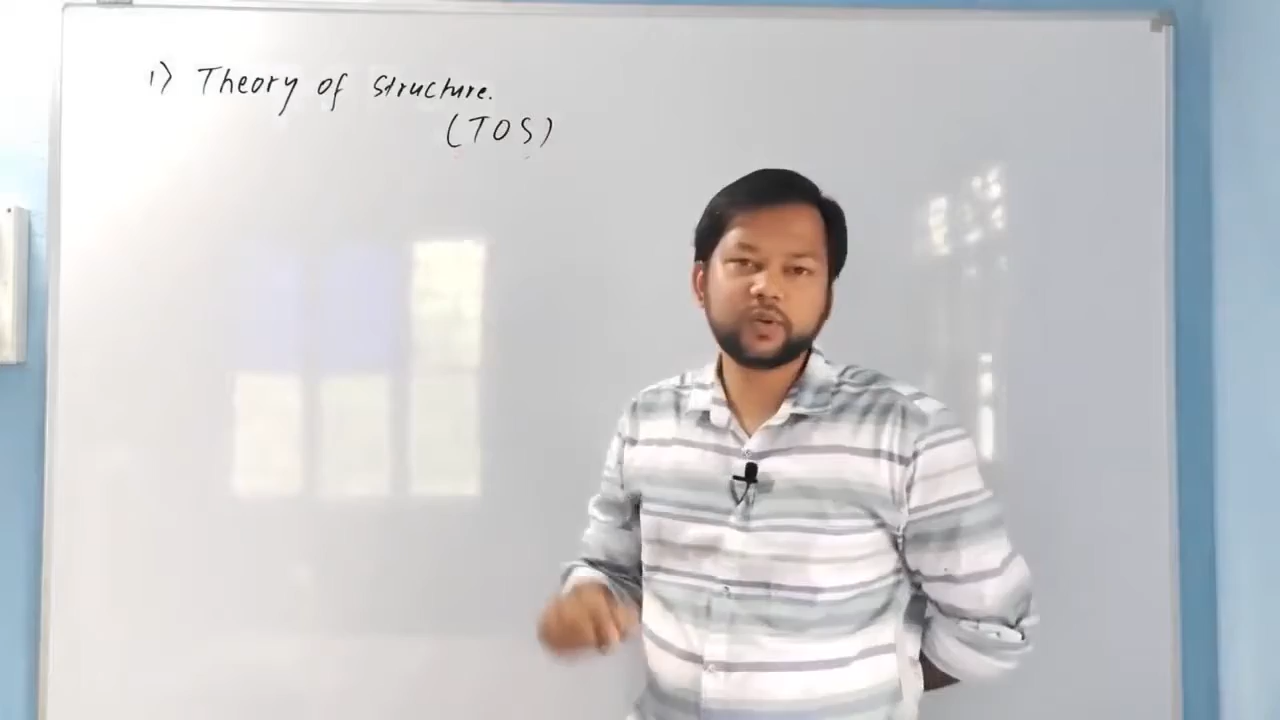 1) Theory of structure.
(TOS)